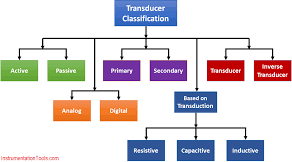 Transducer
Classification
Active
Passive
Primary
Secondary
Transducer
Inverse
Transducer
Analog
Digital
Based on
Transduction
Resistive
Capacitive
Inductive
InstrumentationTools.com